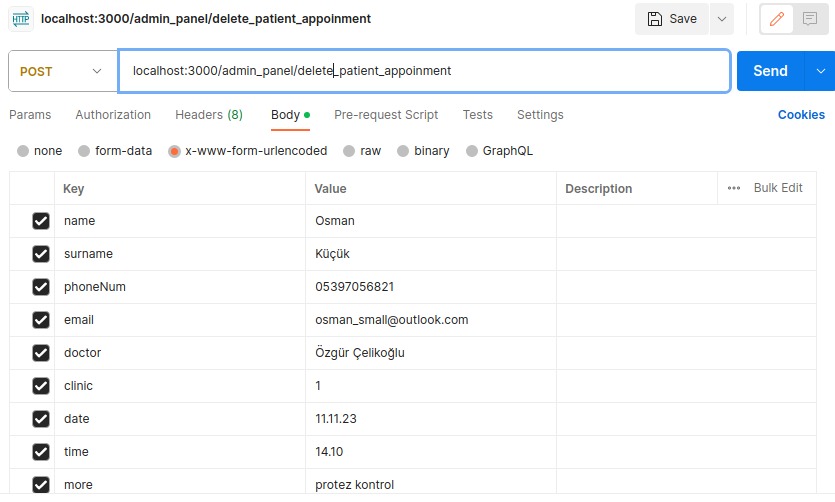 HTTP localhost:3000/admin_panel/delete_patient_appoinment Save
POST localhost:3000/admin_panel/delete_patient_appoinment Send
Params Authorization Headers (8) Body Pre-request Script Tests Settings Cookies
none form-data x-www-form-urlencoded raw binary GraphQL
Key Value Description ••• Bulk Edit
name Osman
surname Küçük
phoneNum 05397056821
email osman_small@outlook.com
doctor Özgür Çelikoğlu
clinic 1
date 11.11.23
time 14.10
more protez kontrol